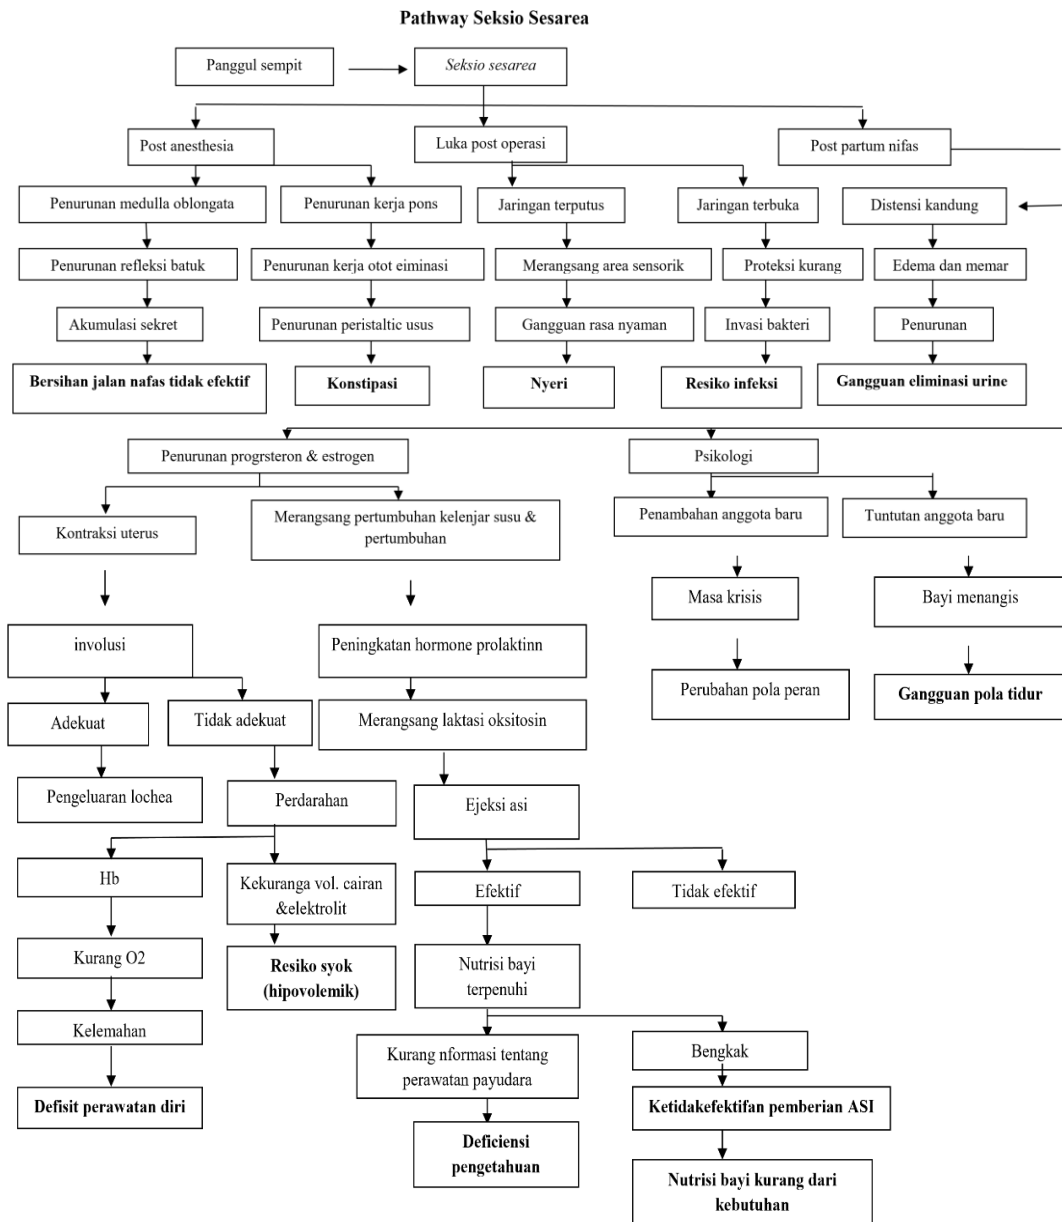 Pathway Seksio Sesarea
Panggul sempit
Seksio sesarea
Post anesthesia
Luka post operasi
Post partum nifas
Penurunan medulla oblongata
Penurunan kerja pons
Jaringan terputus
Jaringan terbuka
Distensi kandung
Penurunan refleksi batuk
Penurunan kerja otot eiminasi
Merangsang area sensorik
Proteksi kurang
Edema dan memar
Akumulasi sekret
Penurunan peristaltic usus
Gangguan rasa nyaman
Invasi bakteri
Penurunan
Bersihan jalan nafas tidak efektif
Konstipasi
Nyeri
Resiko infeksi
Gangguan eliminasi urine
Penurunan progrsteron & estrogen
Psikologi
Kontraksi uterus
Merangsang pertumbuhan kelenjar susu &
pertumbuhan
Penambahan anggota baru
Tuntutan anggota baru
Masa krisis
Bayi menangis
involusi
Peningkatan hormone prolaktinn
Perubahan pola peran
Gangguan pola tidur
Adekuat
Tidak adekuat
Merangsang laktasi oksitosin
Pengeluaran lochea
Perdarahan
Ejeksi asi
Hb
Kekuranga vol. cairan
&elektrolit
Efektif
Tidak efektif
Kurang O2
Resiko syok
(hipovolemik)
Nutrisi bayi
terpenuhi
Kelemahan
Kurang nformasi tentang
perawatan payudara
Bengkak
Defisit perawatan diri
Ketidakefektifan pemberian ASI
Deficiensi
pengetahuan
Nutrisi bayi kurang dari
kebutuhan